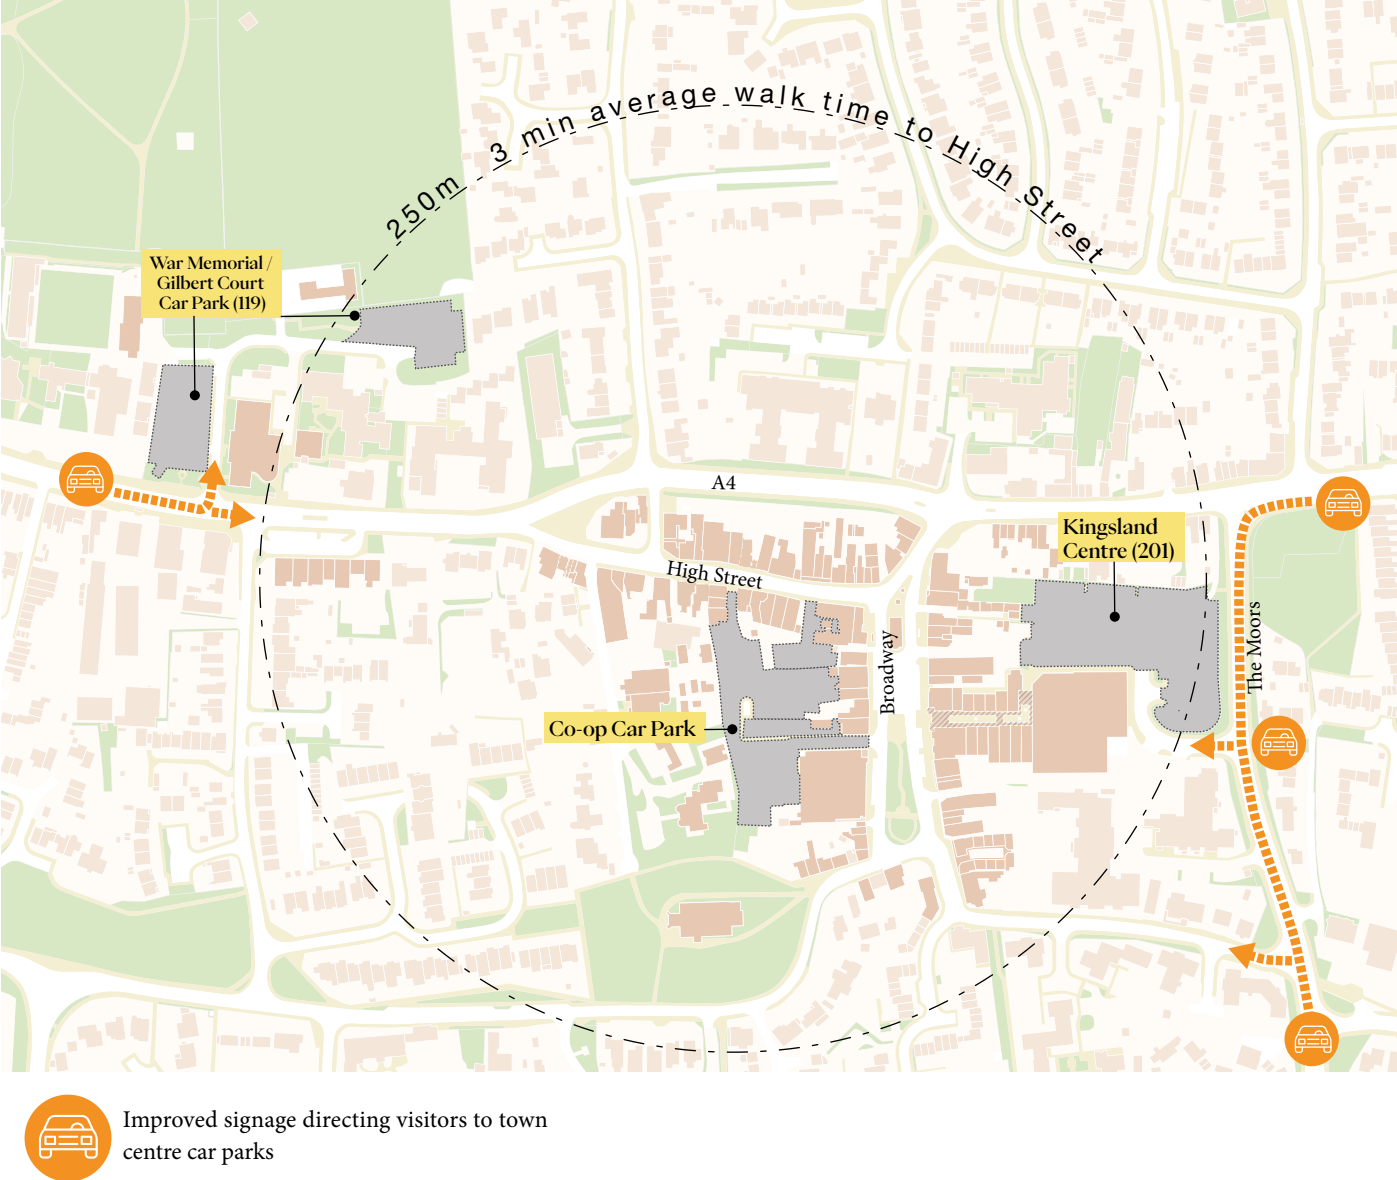 250m 3 min average walk time to High Street
War Memorial /
Gilbert Court
Car Park (119)
A4
Kingsland
Centre (201)
High Street
The Moors
Broadway
Co-op Car Park
Improved signage directing visitors to town
centre car parks